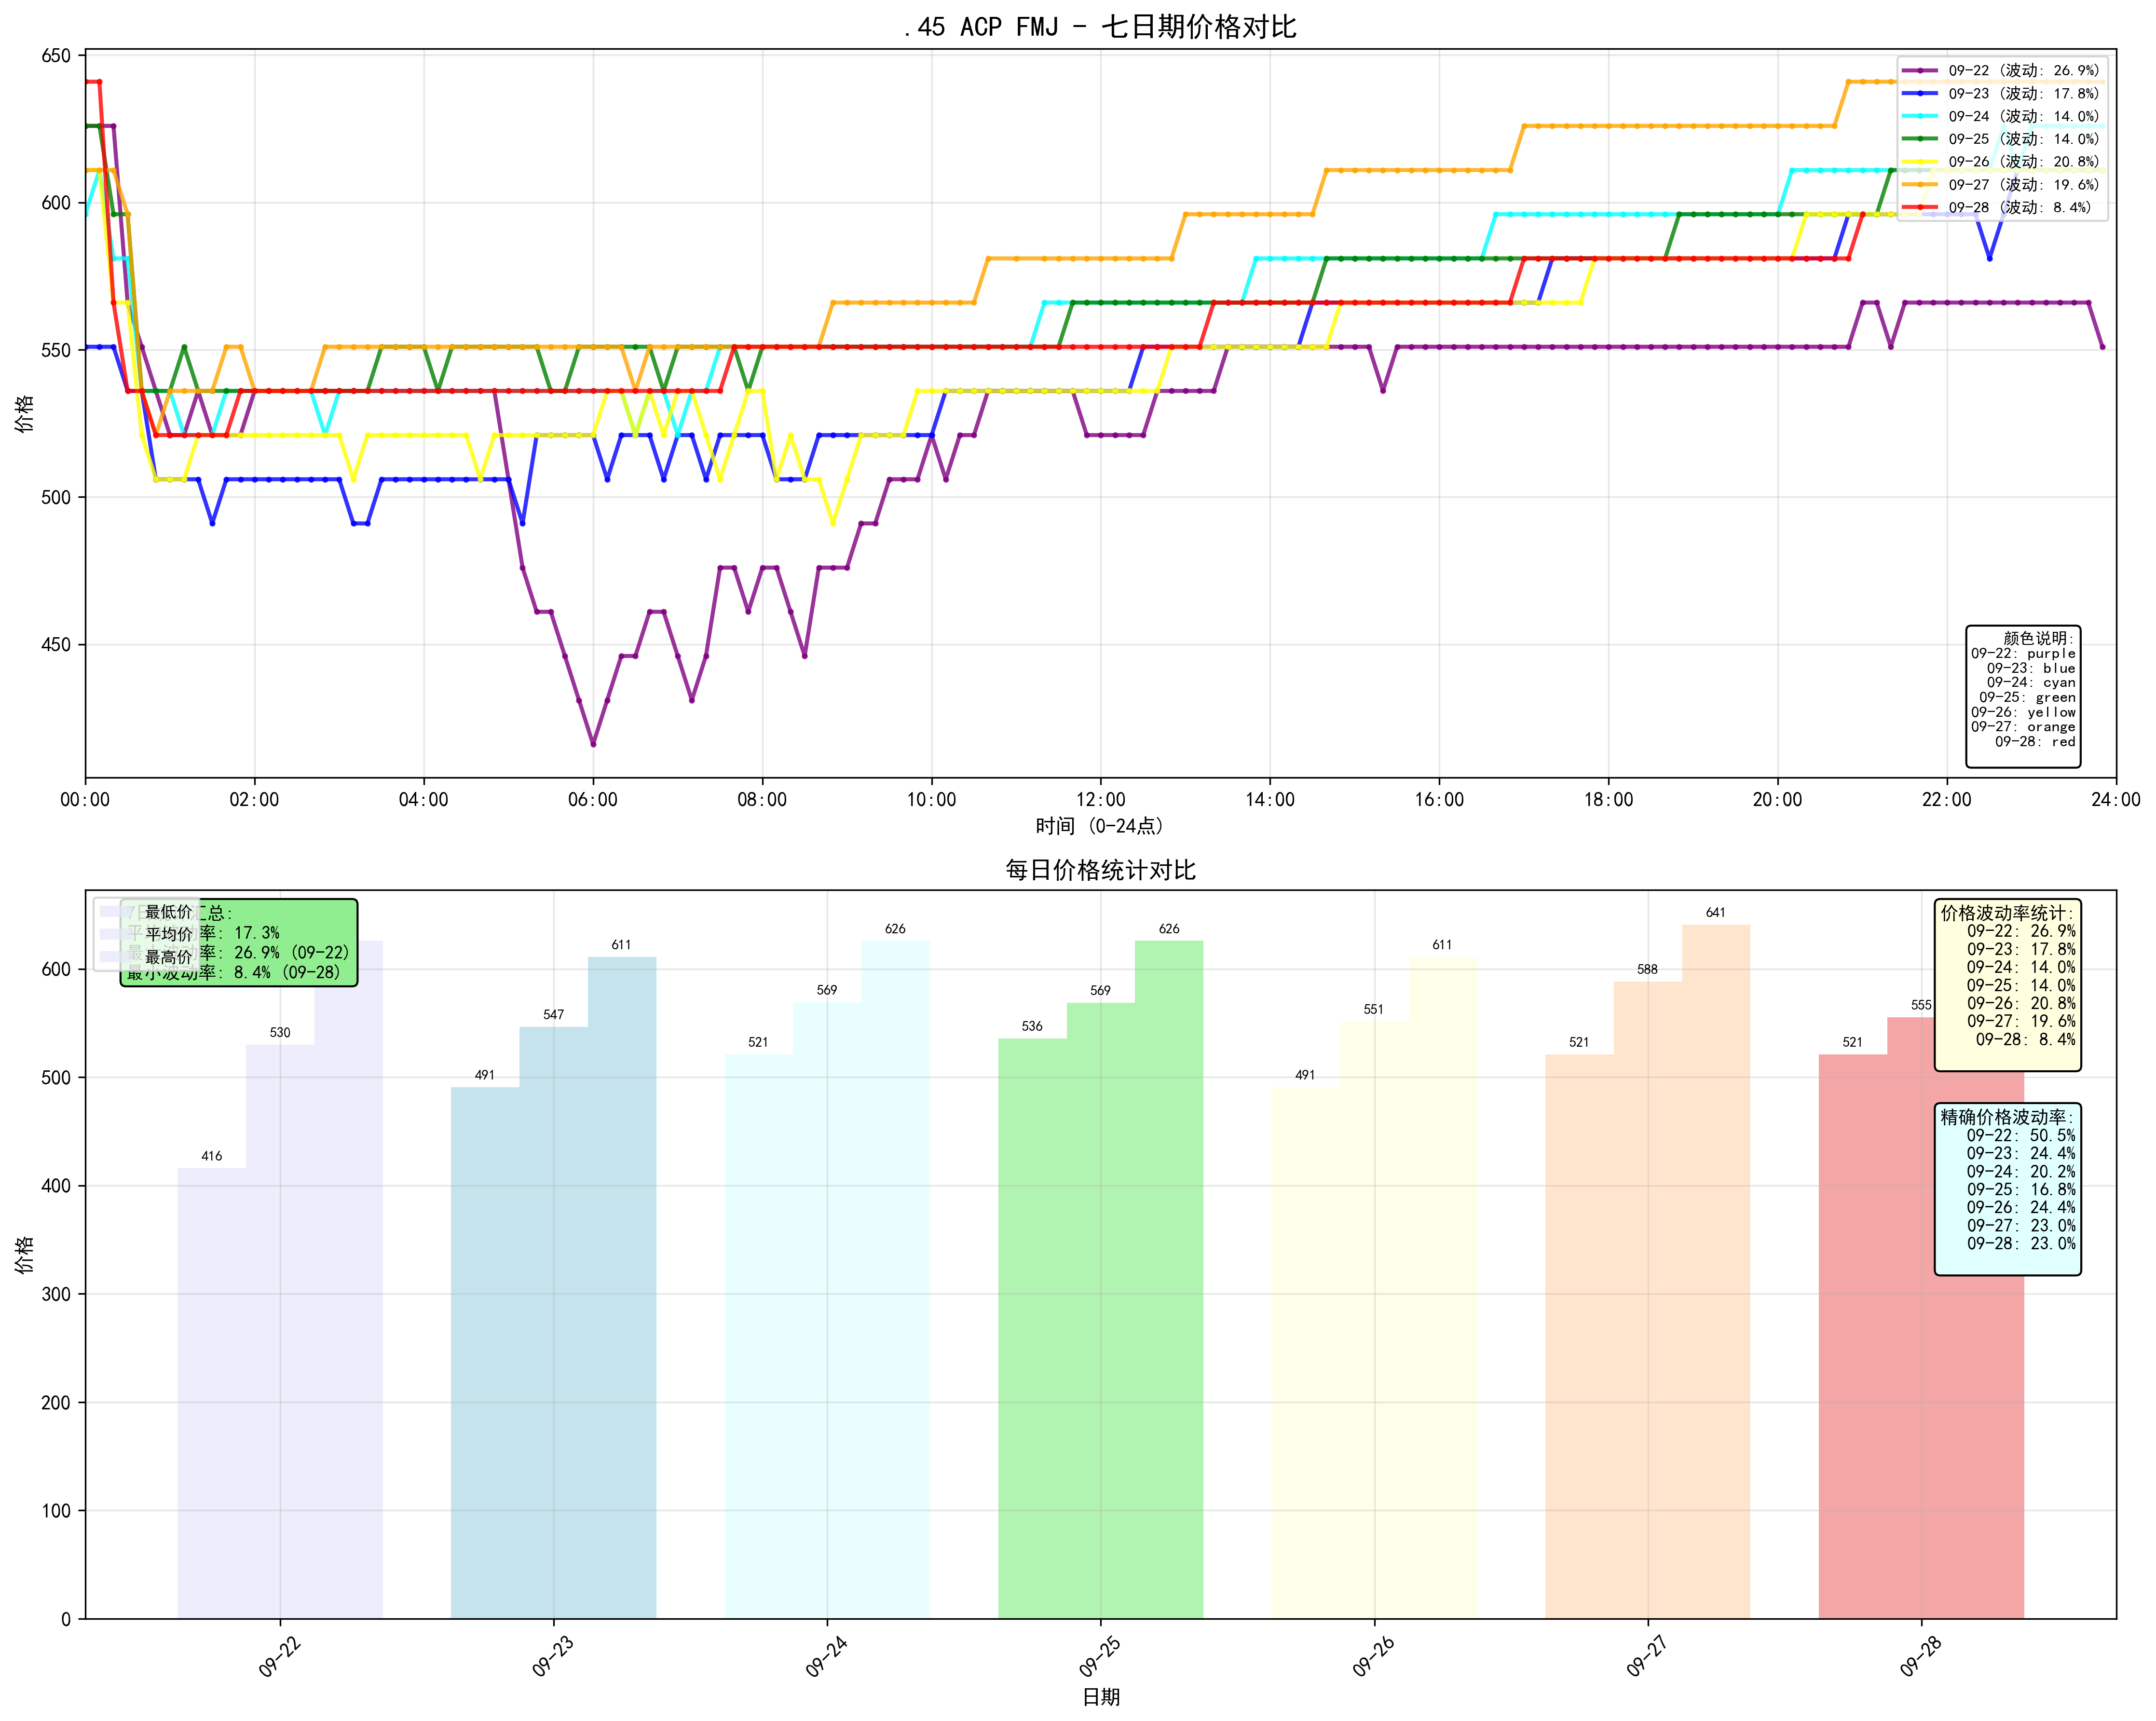 .45 ACP FMJ - 七日期价格对比
价格
650
600
550
500
450
09-22 (波动: 26.9%)
09-23 (波动: 17.8%)
09-24 (波动: 14.0%)
09-25 (波动: 14.0%)
09-26 (波动: 20.8%)
09-27 (波动: 19.6%)
09-28 (波动: 8.4%)
颜色说明:
09-22: purple
09-23: blue
09-24: cyan
09-25: green
09-26: yellow
09-27: orange
09-28: red
00:00 02:00 04:00 06:00 08:00 10:00 12:00 14:00 16:00 18:00 20:00 22:00 24:00
时间 (0-24点)
每日价格统计对比
价格
600
500
400
300
200
100
0
最低价
平均价
最高价
汇总:
率: 17.3%
率: 26.9% (09-22)
最小波动率: 8.4% (09-28)
416
530
491
547
611
521
569
626
536
569
626
491
551
611
521
588
641
521
555
价格波动率统计:
09-22: 26.9%
09-23: 17.8%
09-24: 14.0%
09-25: 14.0%
09-26: 20.8%
09-27: 19.6%
09-28: 8.4%
精确价格波动率:
09-22: 50.5%
09-23: 24.4%
09-24: 20.2%
09-25: 16.8%
09-26: 24.4%
09-27: 23.0%
09-28: 23.0%
09-22 09-23 09-24 09-25 09-26 09-27 09-28
日期